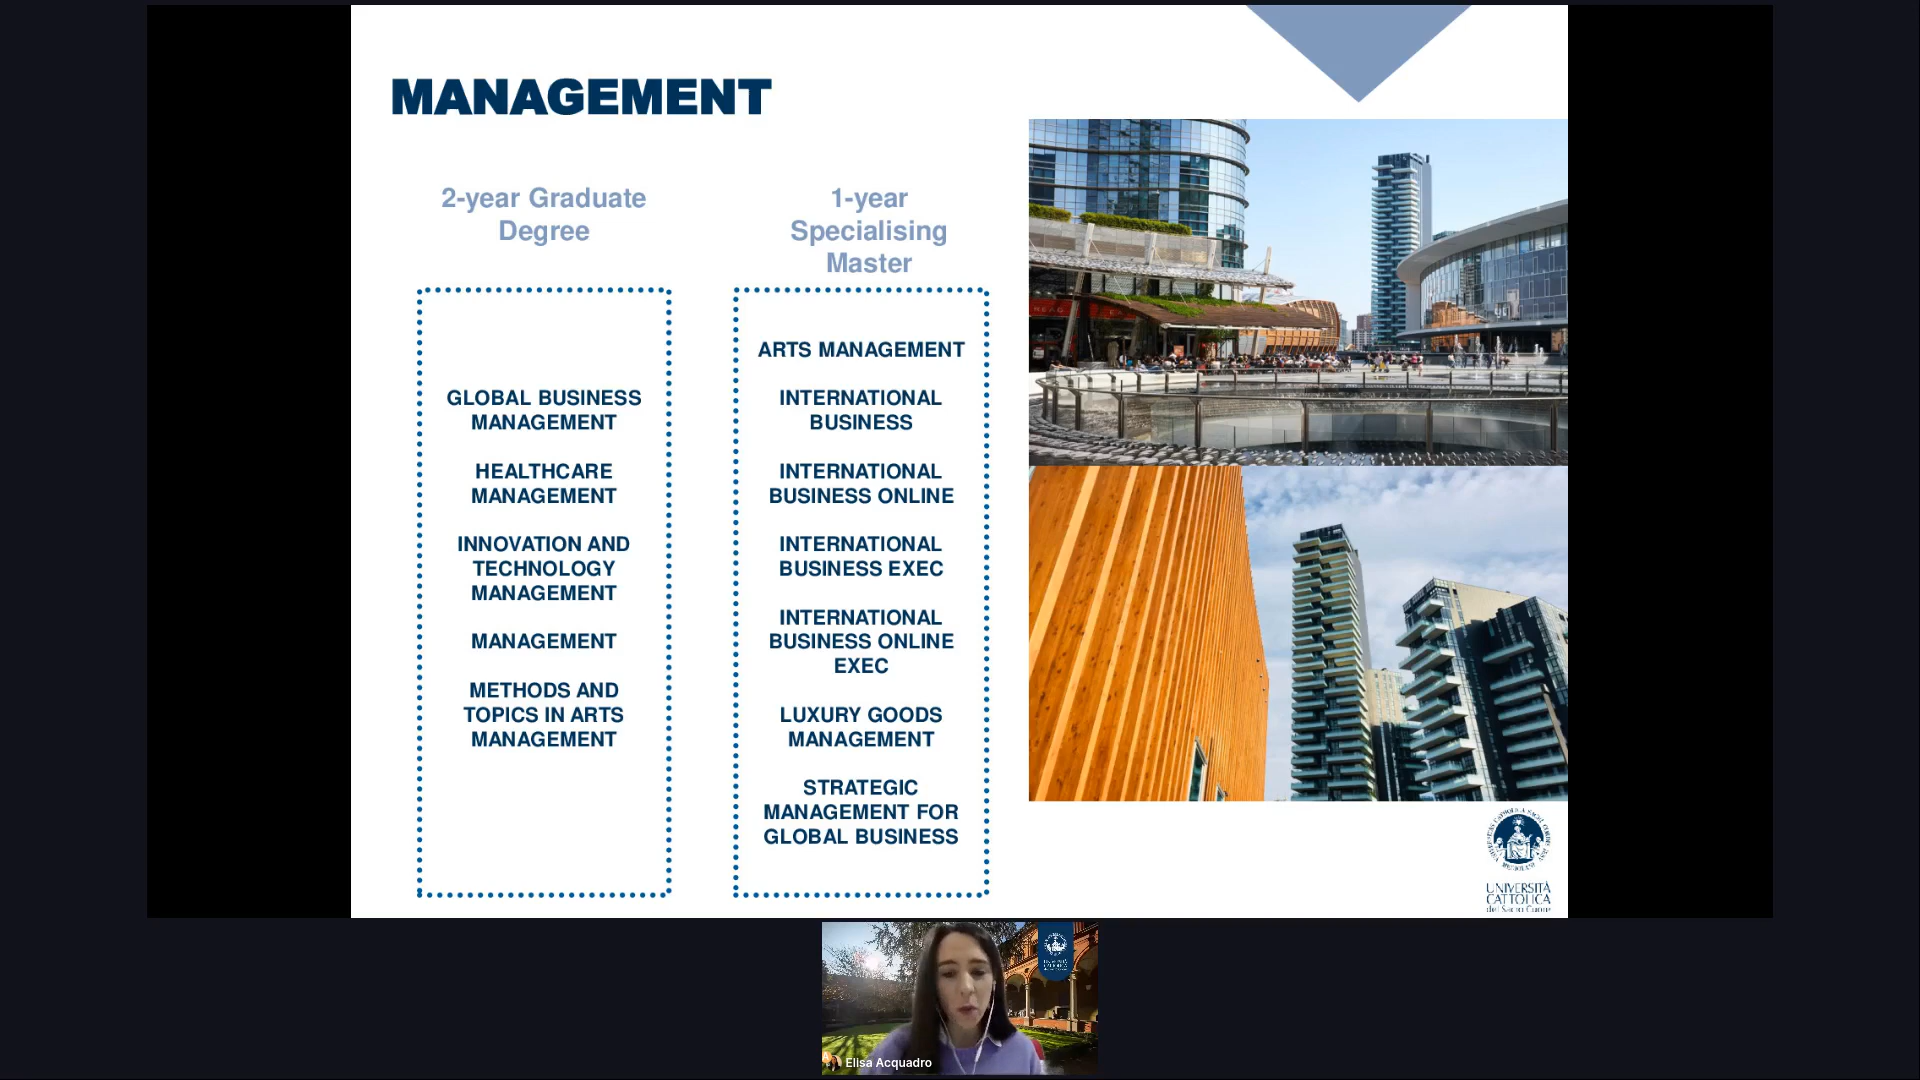 MANAGEMENT
2-year Graduate
Degree
GLOBAL BUSINESS
MANAGEMENT
HEALTHCARE
MANAGEMENT
INNOVATION AND
TECHNOLOGY
MANAGEMENT
MANAGEMENT
METHODS AND
TOPICS IN ARTS
MANAGEMENT
1-year
Specialising
Master
ARTS MANAGEMENT
INTERNATIONAL
BUSINESS
INTERNATIONAL
BUSINESS ONLINE
INTERNATIONAL
BUSINESS EXEC
INTERNATIONAL
BUSINESS ONLINE
EXEC
LUXURY GOODS
MANAGEMENT
STRATEGIC
MANAGEMENT FOR
GLOBAL BUSINESS
UNIVERSITÀ
CATTOLICA
del Sacro Cuore
Elisa Acquadro